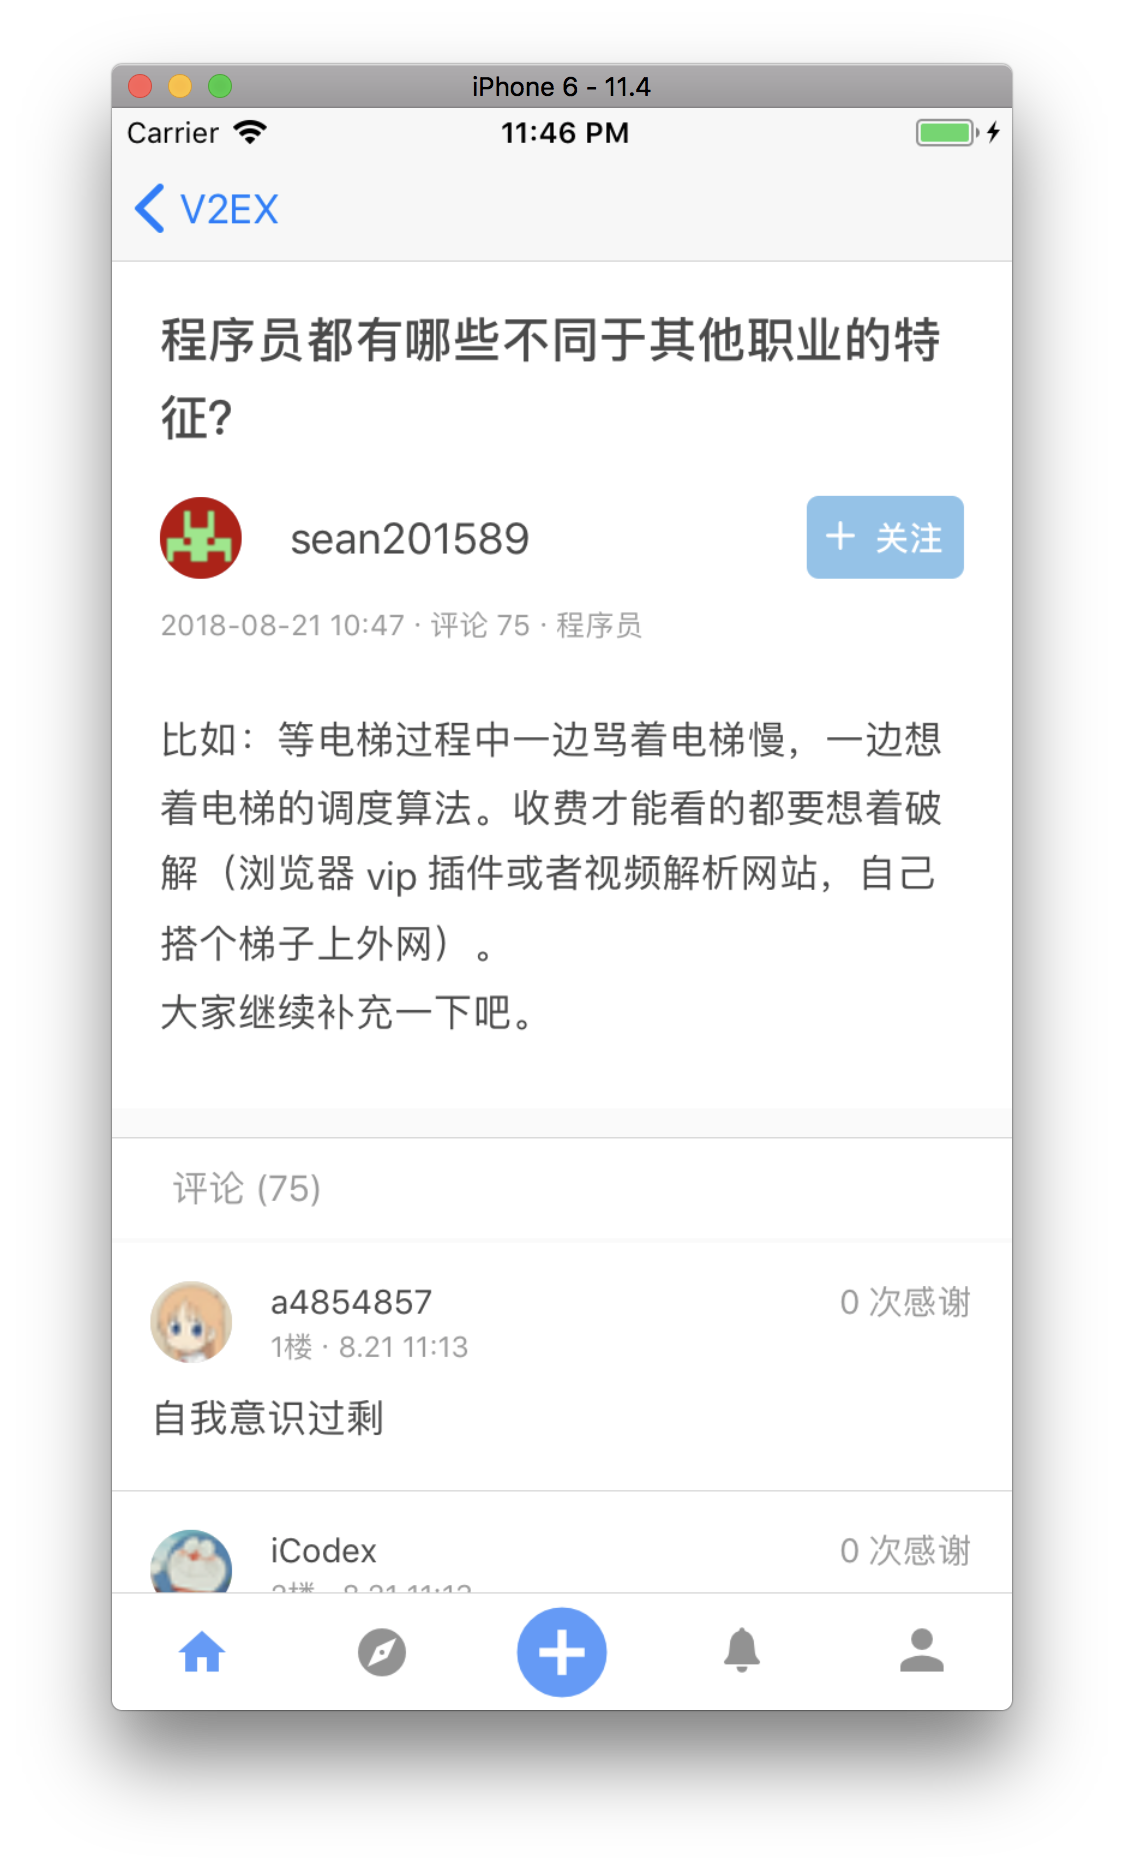 iPhone 6 - 11.4
Carrier 11:46 PM
V2EX
程序员都有哪些不同于其他职业的特
征?
sean201589
+ 关注
2018-08-21 10:47 · 评论 75 · 程序员
比如：等电梯过程中一边骂着电梯慢，一边想
着电梯的调度算法。收费才能看的都要想着破
解（浏览器 vip 插件或者视频解析网站，自己
搭个梯子上外网）。
大家继续补充一下吧。
评论 (75)
a4854857
0 次感谢
1楼 · 8.21 11:13
自我意识过剩
iCodex
0 次感谢